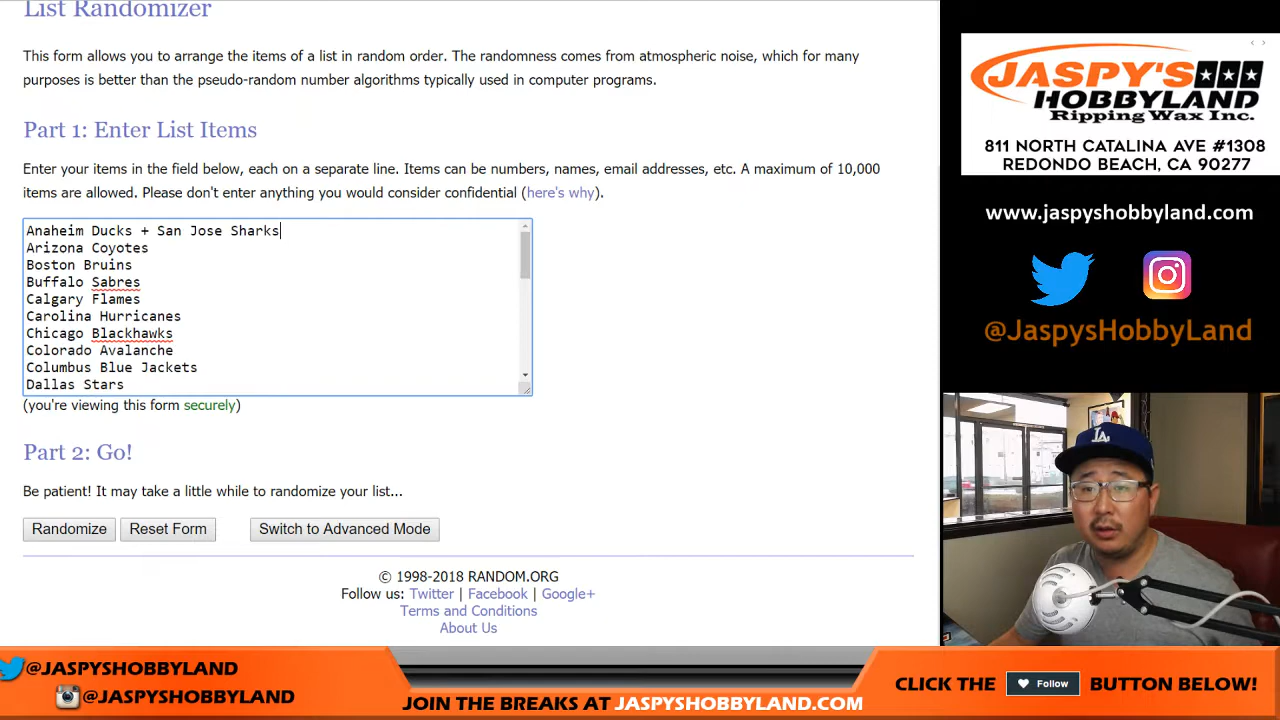 List Randomizer
This form allows you to arrange the items of a list in random order. The randomness comes from atmospheric noise, which for many
purposes is better than the pseudo-random number algorithms typically used in computer programs.
Part 1: Enter List Items
Enter your items in the field below, each on a separate line. Items can be numbers, names, email addresses, etc. A maximum of 10,000
items are allowed. Please don't enter anything you would consider confidential (here's why).
Anaheim Ducks + San Jose Sharks
Arizona Coyotes
Boston Bruins
Buffalo Sabres
Calgary Flames
Carolina Hurricanes
Chicago Blackhawks
Colorado Avalanche
Columbus Blue Jackets
Dallas Stars
(you're viewing this form securely)
Part 2: Go!
Be patient! It may take a little while to randomize your list...
Randomize
Reset Form
Switch to Advanced Mode
© 1998-2018 RANDOM.ORG
Follow us: Twitter | Facebook | Google+
Terms and Conditions
About Us
JASPY'S
HOBBYLAND
Ripping Wax Inc.
811 NORTH CATALINA AVE #1308
REDONDO BEACH, CA 90277
www.jaspyshobbyland.com
@JaspysHobbyLand
LA
@JASPYSHOBBYLAND
@JASPYSHOBBYLAND
JOIN THE BREAKS AT JASPYSHOBBYLAND.COM
CLICK THE Follow BUTTON BELOW!